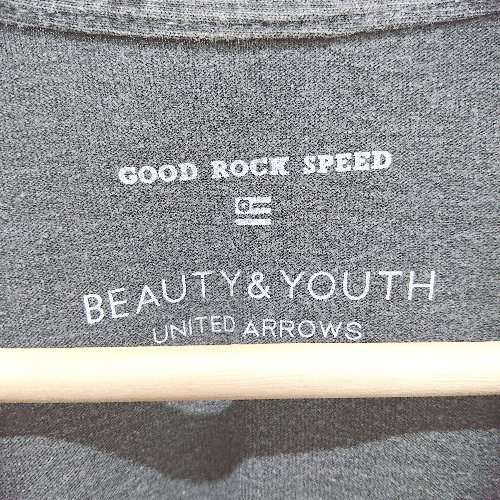 GOOD ROCK SPEED
BEAUTY & YOUTH
UNITED ARROWS